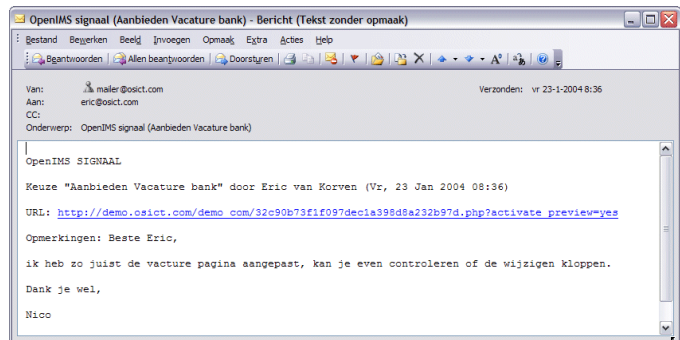 OpenIMS signaal (Aanbieden Vacature bank) - Bericht (Tekst zonder opmaak)
Bestand Bewerken Beeld Invoegen Opmaak Extra Acties Help
Beantwoorden Allen beantwoorden Doorsturen
Van: mailer@osict.com Verzonden: vr 23-1-2004 8:36
Aan: eric@osict.com
CC:
Onderwerp: OpenIMS signaal (Aanbieden Vacature bank)
OpenIMS SIGNAAL
Keuze "Aanbieden Vacature bank" door Eric van Korven (Vr, 23 Jan 2004 08:36)
URL: http://demo.osict.com/demo_com/32c90b73f1f097dec1a398d8a232b97d.php?activate_preview=yes
Opmerkingen: Beste Eric,
ik heb zo juist de vacture pagina aangepast, kan je even controleren of de wijzigen kloppen.
Dank je wel,
Nico